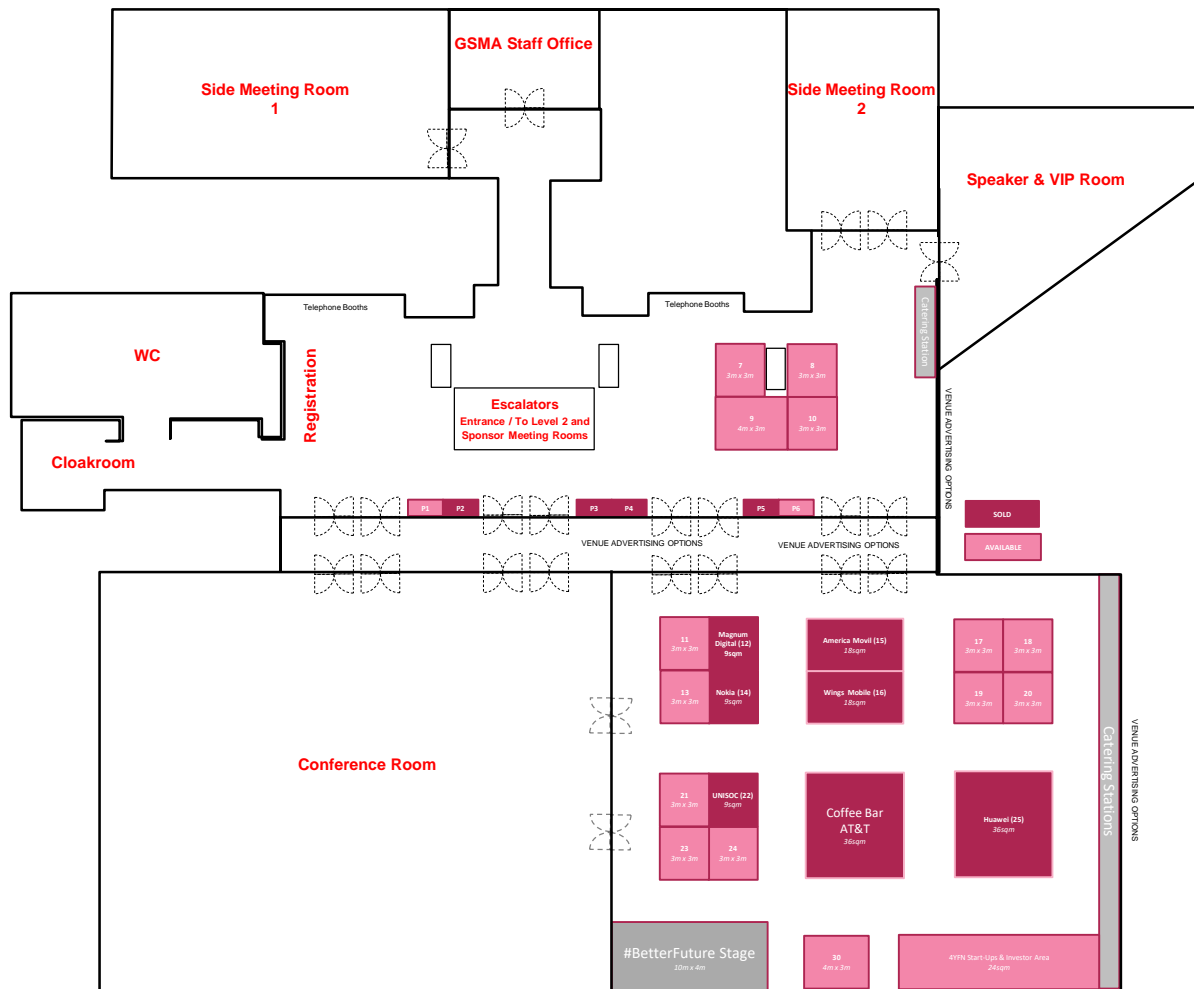 GSMA Staff Office
Side Meeting Room
1
Side Meeting Room
2
Speaker & VIP Room
Telephone Booths
Telephone Booths
Catering Station
WC
Registration
7
3m x 3m
8
3m x 3m
Escalators
Entrance / To Level 2 and
Sponsor Meeting Rooms
9
4m x 3m
10
3m x 3m
VENUE ADVERTISING OPTIONS
Cloakroom
P1
P2
P3
P4
P5
P6
SOLD
AVAILABLE
VENUE ADVERTISING OPTIONS
VENUE ADVERTISING OPTIONS
11
3m x 3m
Magnum
Digital (12)
9sqm
America Movil (15)
18sqm
17
3m x 3m
18
3m x 3m
13
3m x 3m
Nokia (14)
9sqm
Wings Mobile (16)
18sqm
19
3m x 3m
20
3m x 3m
Conference Room
Catering Stations
VENUE ADVERTISING OPTIONS
21
3m x 3m
UNISOC (22)
9sqm
Coffee Bar
AT&T
36sqm
Huawei (25)
36sqm
23
3m x 3m
24
3m x 3m
#BetterFuture Stage
10m x 4m
30
4m x 3m
4YFN Start-Ups & Investor Area
24sqm